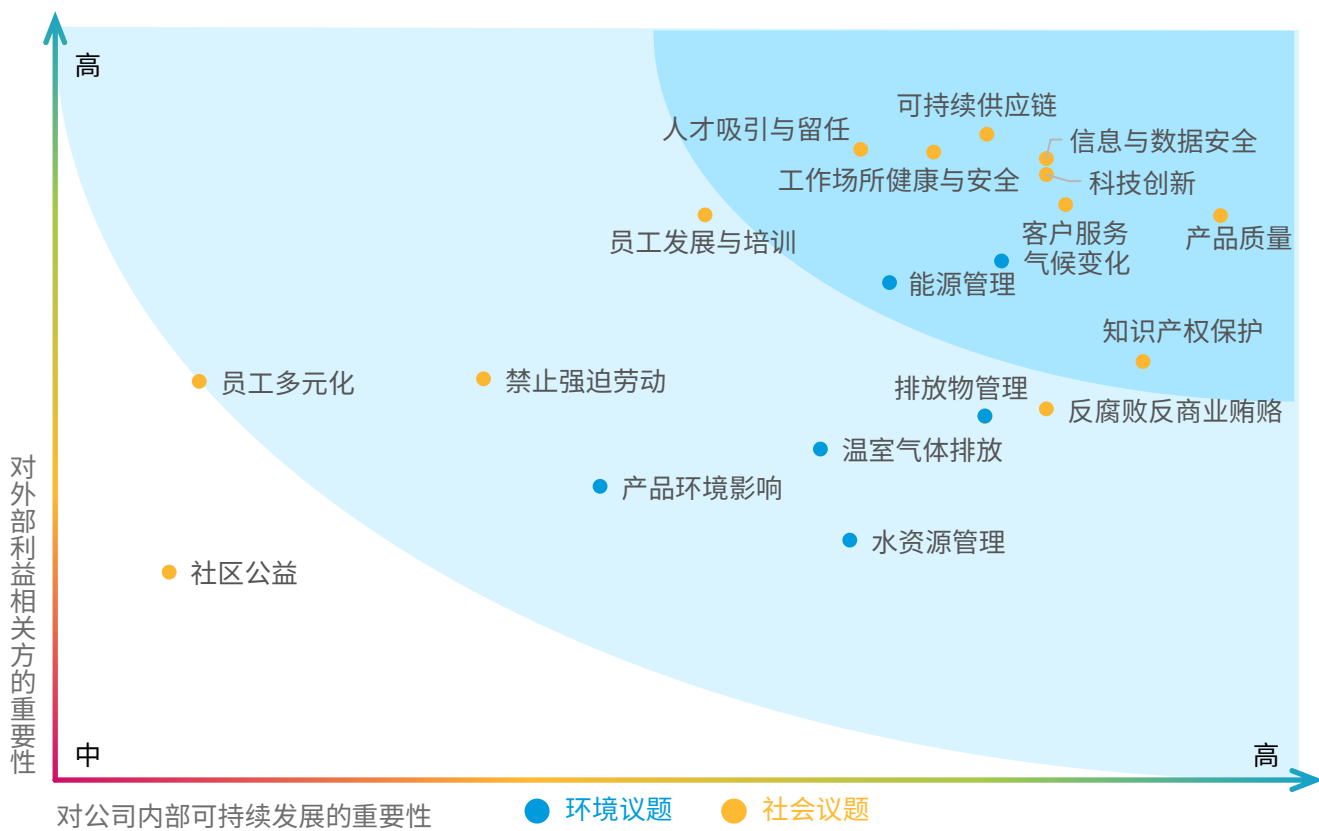 高
可持续供应链
人才吸引与留任
信息与数据安全
工作场所健康与安全
科技创新
员工发展与培训
客户服务
产品质量
气候变化
能源管理
知识产权保护
员工多元化
禁止强迫劳动
排放物管理
反腐败反商业贿赂
温室气体排放
产品环境影响
水资源管理
社区公益
对外部利益相关方的重要性
中
高
对公司内部可持续发展的重要性
环境议题
社会议题